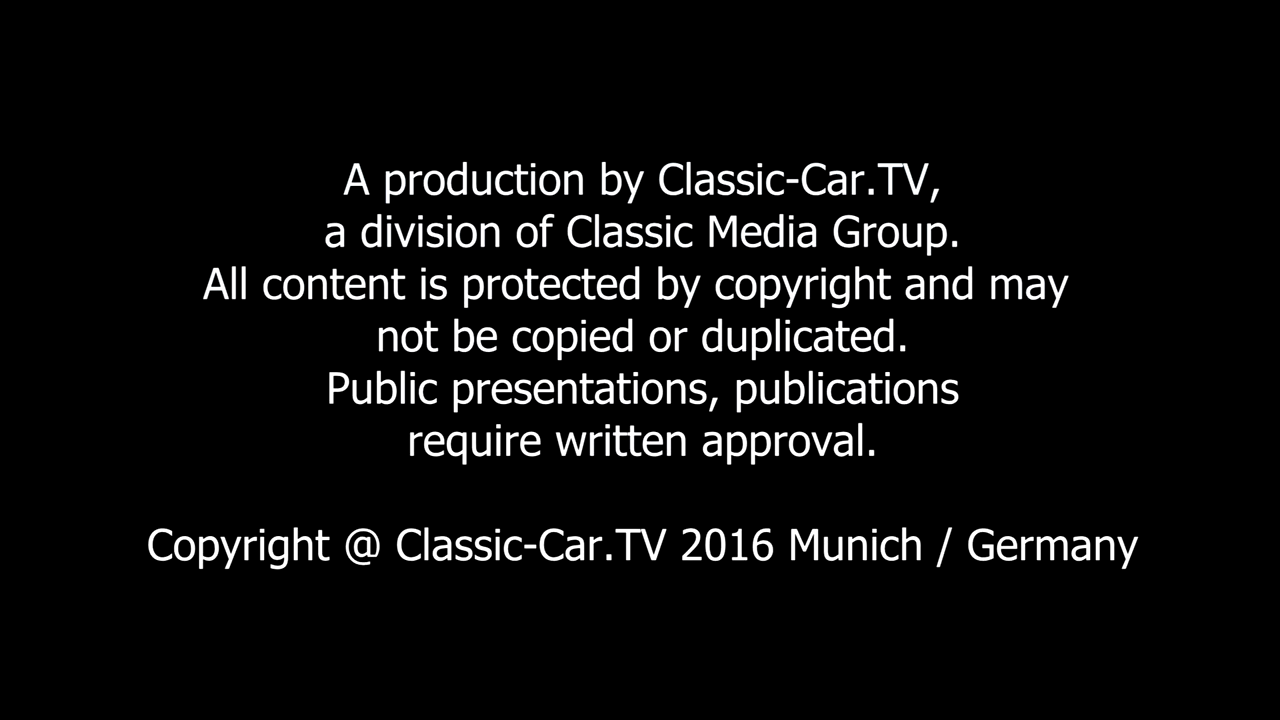 A production by Classic-Car.TV,
a division of Classic Media Group.
All content is protected by copyright and may
not be copied or duplicated.
Public presentations, publications
require written approval.
Copyright @ Classic-Car.TV 2016 Munich / Germany